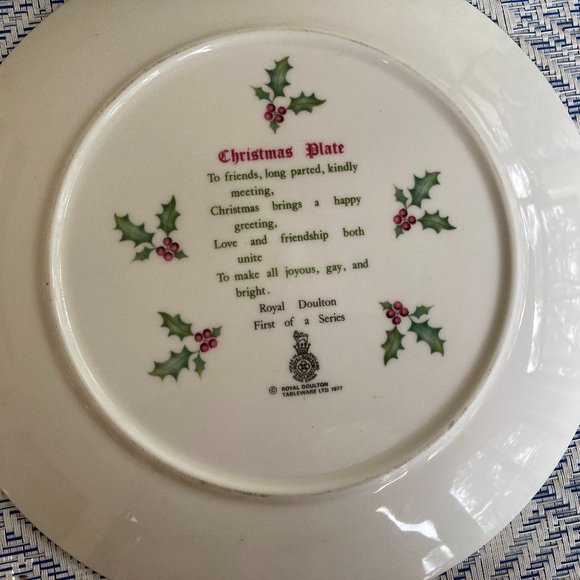 Christmas Plate
To friends, long parted, kindly
meeting,
Christmas brings a happy
greeting,
Love and friendship both
unite
To make all joyous, gay, and
bright.
Royal Doulton
First of a Series
© ROYAL DOULTON
TABLEWARE LTD. 1977